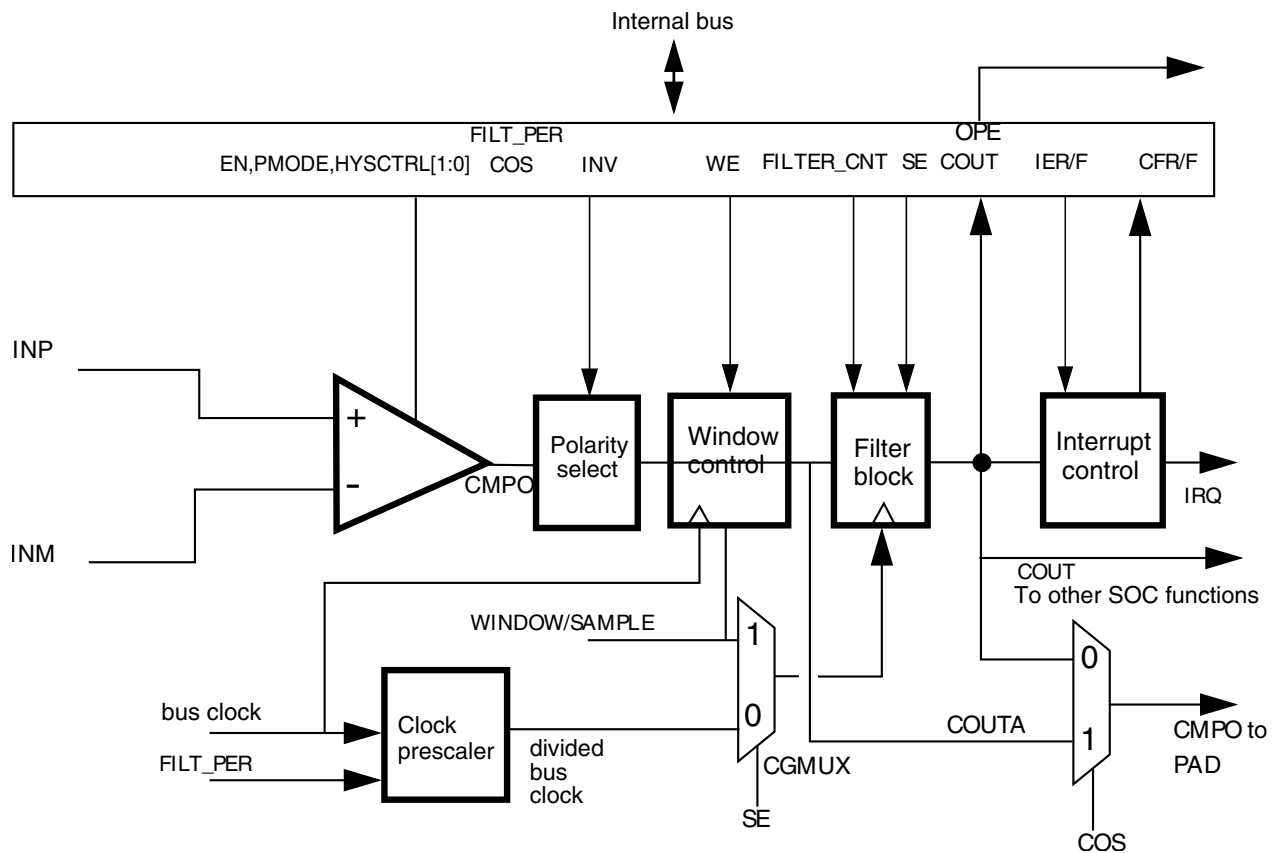 Internal bus
FILT_PER
OPE
EN,PMODE,HYSCTRL[1:0]
COS
INV
WE
FILTER_CNT
SE
COUT
IER/F
CFR/F
INP
+
-
INM
CMPO
Polarity
select
Window
control
Filter
block
Interrupt
control
IRQ
COUT
To other SOC functions
WINDOW/SAMPLE
1
0
CGMUX
SE
bus clock
FILT_PER
Clock
prescaler
divided
bus
clock
COUTA
0
1
CMPO to
PAD
COS